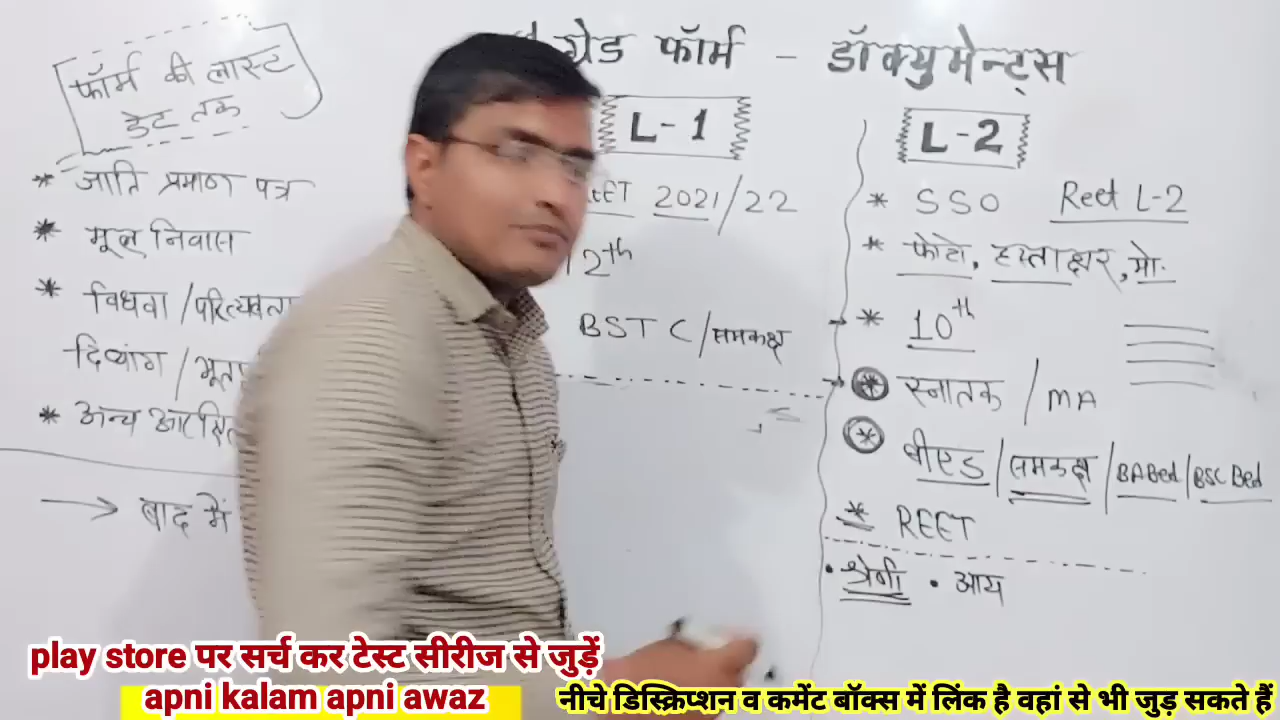 ग्रेड फॉर्म - डॉक्युमेन्ट्स
फॉर्म की लास्ट
डेट तक
* जाति प्रमाण पत्र
* मूल निवास
* विधवा / परित्यक्ता
दिव्यांग /
* अन्य
→ बाद में
L-1
2021/22
12th
BSTC/समकक्ष
L-2
* SSO Reet L-2
* फोटो, हस्ताक्षर, मो.
* 10th
* स्नातक / MA
* बीएड/समकक्ष/BABed/BSC Bed
* REET
• श्रेणी • आय
play store पर सर्च कर टेस्ट सीरीज से जुड़ें
apni kalam apni awaz
नीचे डिस्क्रिप्शन व कमेंट बॉक्स में लिंक है वहां से भी जुड़ सकते हैं